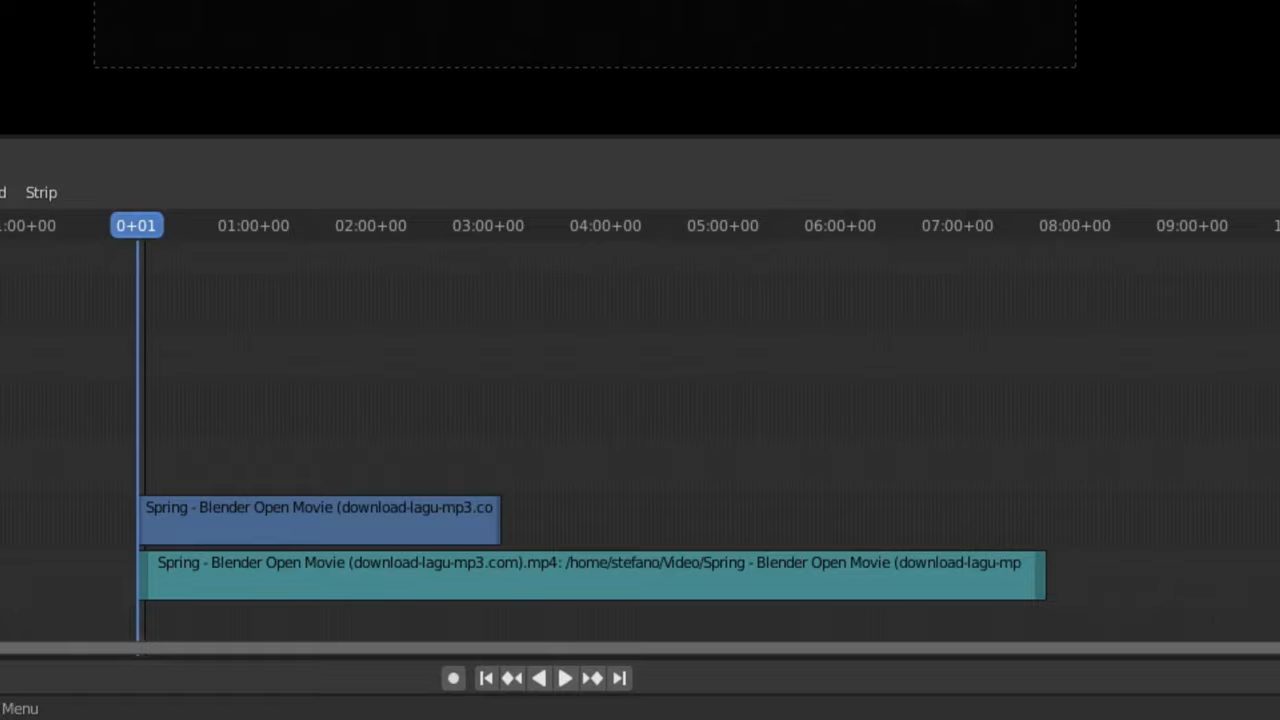 d Strip
:00+00 0+01 01:00+00 02:00+00 03:00+00 04:00+00 05:00+00 06:00+00 07:00+00 08:00+00 09:00+00 1
Spring - Blender Open Movie (download-lagu-mp3.co
Spring - Blender Open Movie (download-lagu-mp3.com).mp4: /home/stefano/Video/Spring - Blender Open Movie (download-lagu-mp
Menu